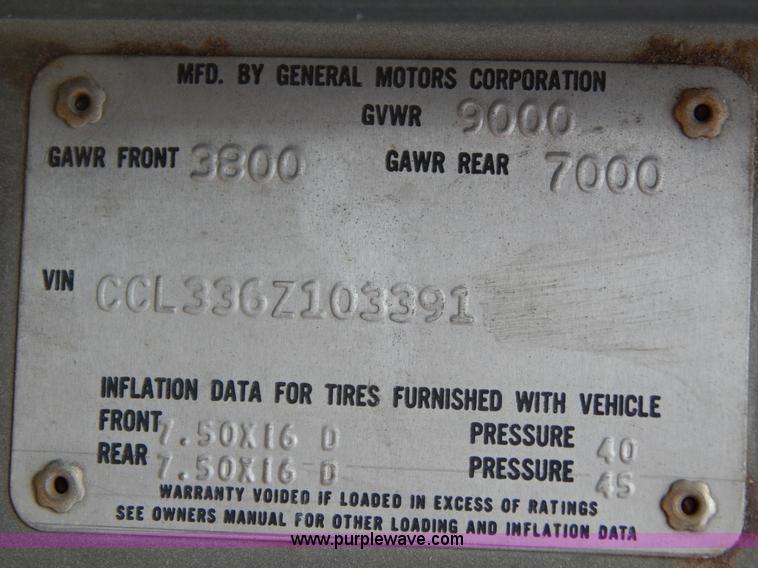 MFD. BY GENERAL MOTORS CORPORATION
GVWR 9000
GAWR FRONT 3800 GAWR REAR 7000
VIN CCL336Z103391
INFLATION DATA FOR TIRES FURNISHED WITH VEHICLE
FRONT 7.50X16 D PRESSURE 40
REAR 7.50X16 D PRESSURE 45
WARRANTY VOIDED IF LOADED IN EXCESS OF RATINGS
SEE OWNERS MANUAL FOR OTHER LOADING AND INFLATION DATA
www.purplewave.com